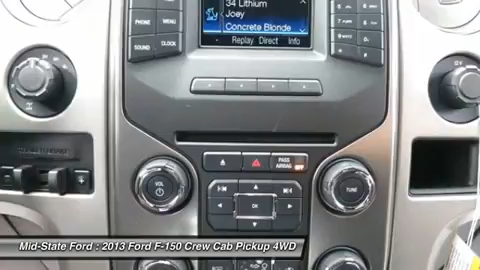 34 Lithium
Joey
Concrete Blonde
Replay Direct Info
PHONE MENU
SOUND CLOCK
PASS
AIRBAG
OFF
VOL
OK
TUNE
Mid-State Ford : 2013 Ford F-150 Crew Cab Pickup 4WD